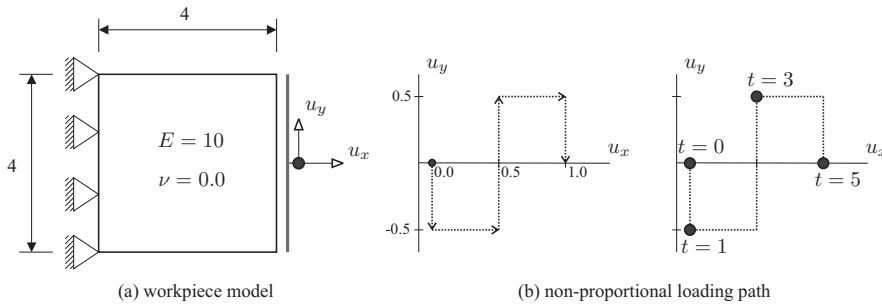 4
4
E = 10
ν = 0.0
u_y
u_x
(a) workpiece model
u_y
0.5
-0.5
0.0
0.5
1.0
u_x
u_y
t = 3
t = 0
u_x
t = 5
t = 1
(b) non-proportional loading path